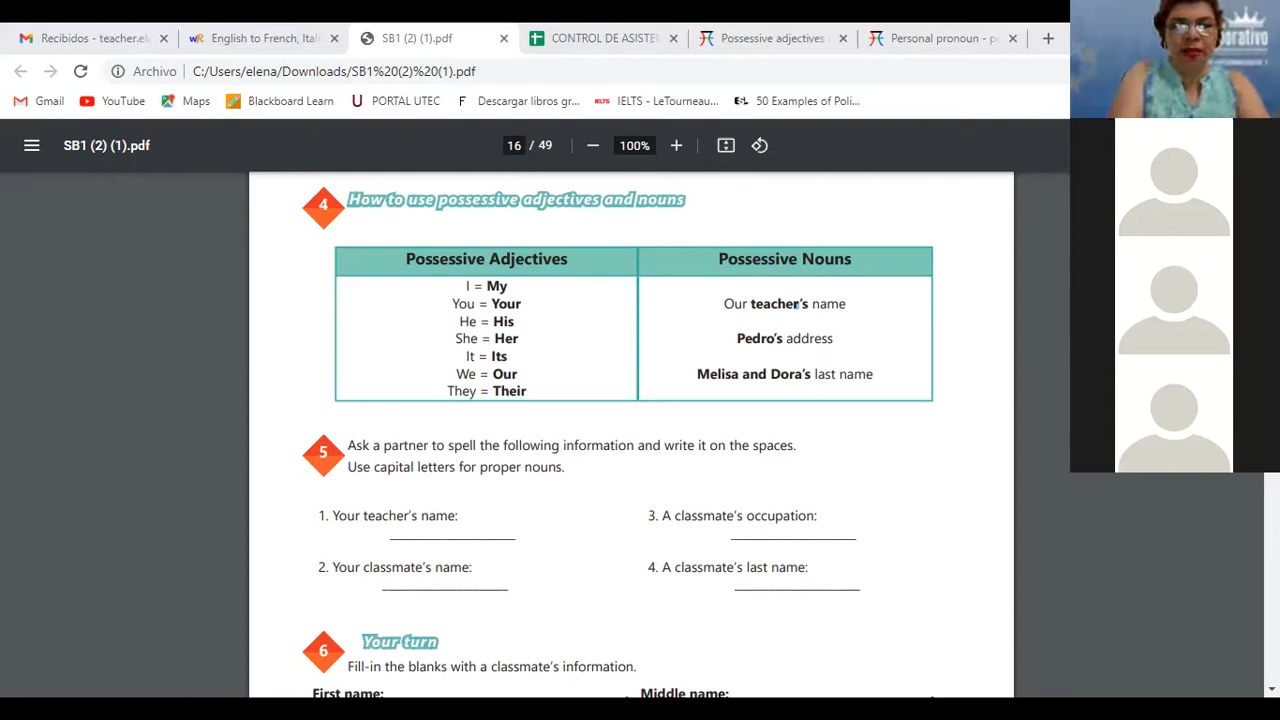 Recibidos - teacher.el
English to French, Ital
SB1 (2) (1).pdf
CONTROL DE ASISTE
Possessive adjectives
Personal pronoun - p
Archivo
C:/Users/elena/Downloads/SB1%20(2)%20(1).pdf
Gmail
YouTube
Maps
Blackboard Learn
PORTAL UTEC
Descargar libros gr...
IELTS - LeTourneau...
50 Examples of Poli...
SB1 (2) (1).pdf
16 / 49
100%
4 How to use possessive adjectives and nouns
Possessive Adjectives
I = My
You = Your
He = His
She = Her
It = Its
We = Our
They = Their
Possessive Nouns
Our teacher's name
Pedro's address
Melisa and Dora's last name
5 Ask a partner to spell the following information and write it on the spaces.
Use capital letters for proper nouns.
1. Your teacher's name:
2. Your classmate's name:
3. A classmate's occupation:
4. A classmate's last name:
6 Your turn
Fill-in the blanks with a classmate's information.
First name:
Middle name: